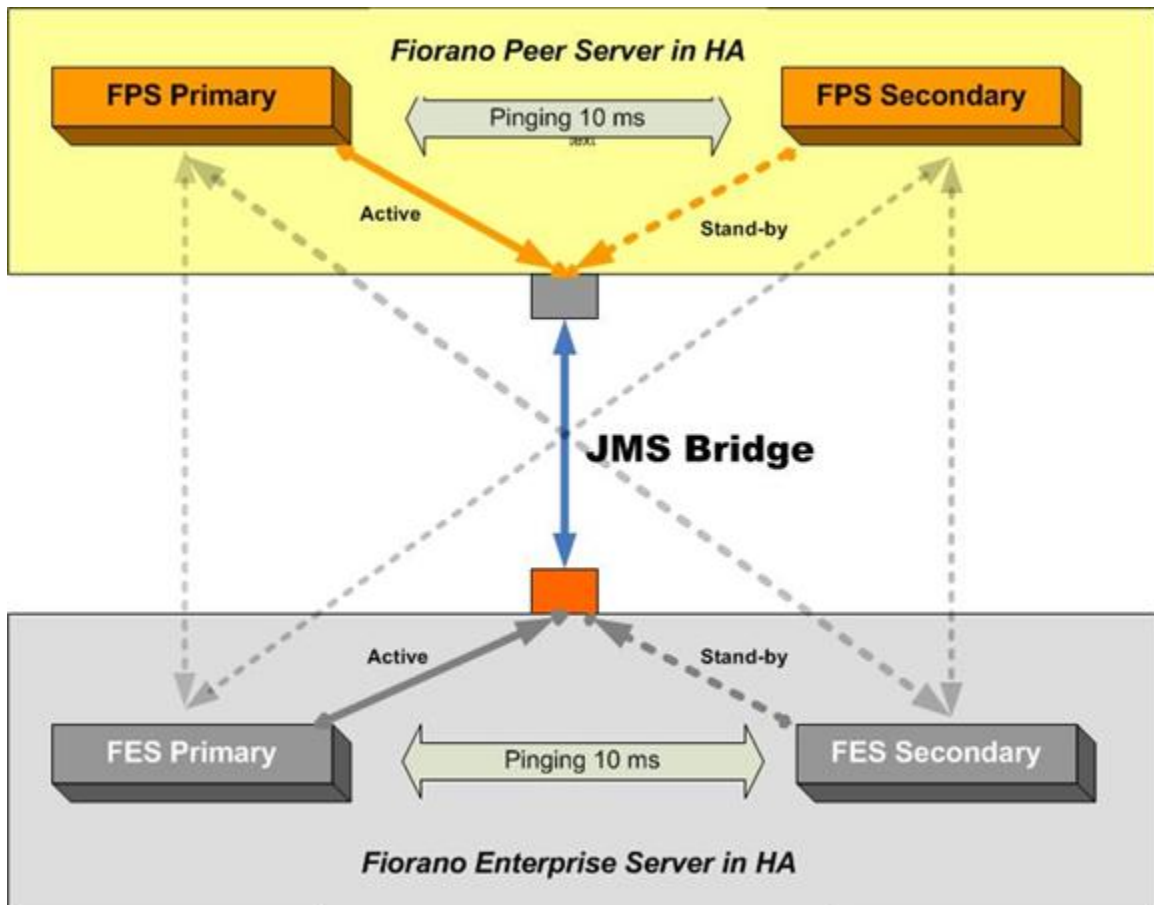 Fiorano Peer Server in HA
FPS Primary
FPS Secondary
Pinging 10 ms
Active
Stand-by
JMS Bridge
Active
Stand-by
FES Primary
FES Secondary
Pinging 10 ms
Fiorano Enterprise Server in HA